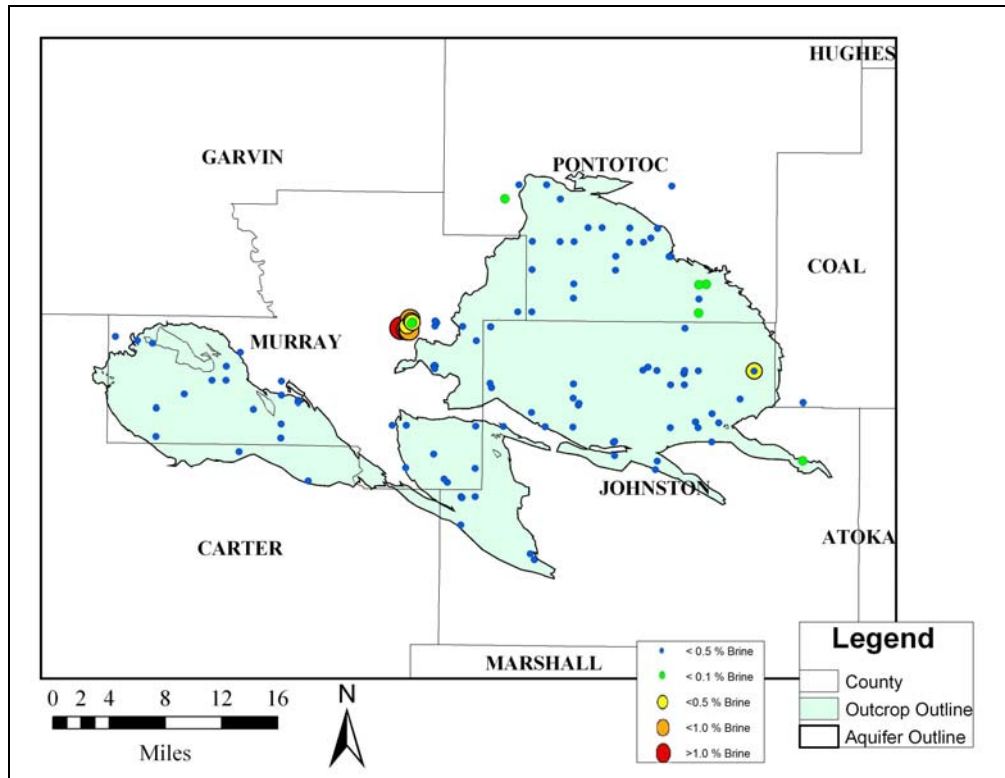 HUGHES
GARVIN
PONTOTOC
COAL
MURRAY
JOHNSTON
CARTER
ATOKA
MARSHALL
0 2 4 8 12 16
Miles
N
< 0.5 % Brine
< 0.1 % Brine
<0.5 % Brine
<1.0 % Brine
>1.0 % Brine
Legend
County
Outcrop Outline
Aquifer Outline